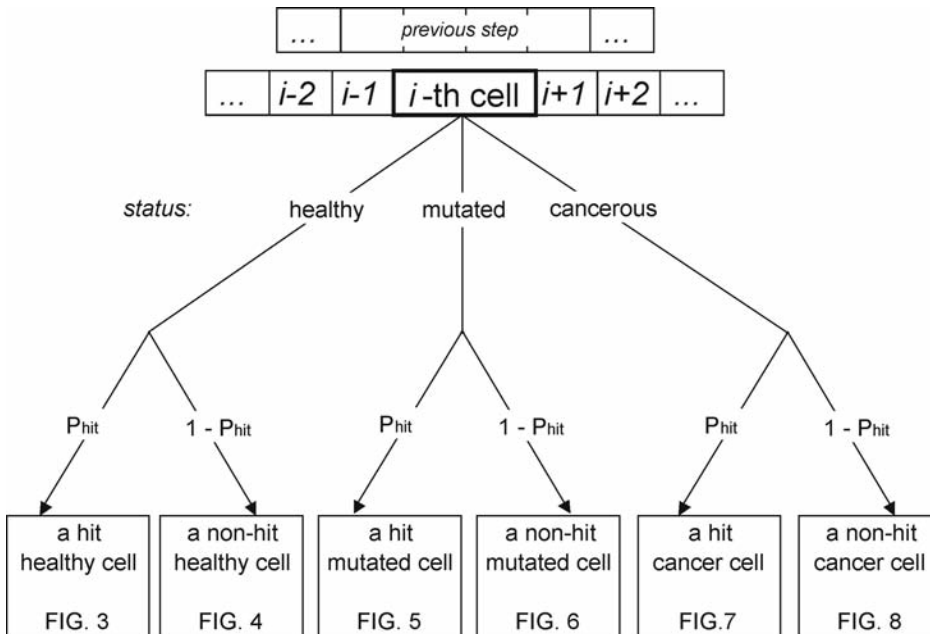 ... previous step ...
... i-2 i-1 i-th cell i+1 i+2 ...
status: healthy mutated cancerous
Phit 1 - Phit Phit 1 - Phit Phit 1 - Phit
a hit
healthy cell
FIG. 3
a non-hit
healthy cell
FIG. 4
a hit
mutated cell
FIG. 5
a non-hit
mutated cell
FIG. 6
a hit
cancer cell
FIG.7
a non-hit
cancer cell
FIG. 8